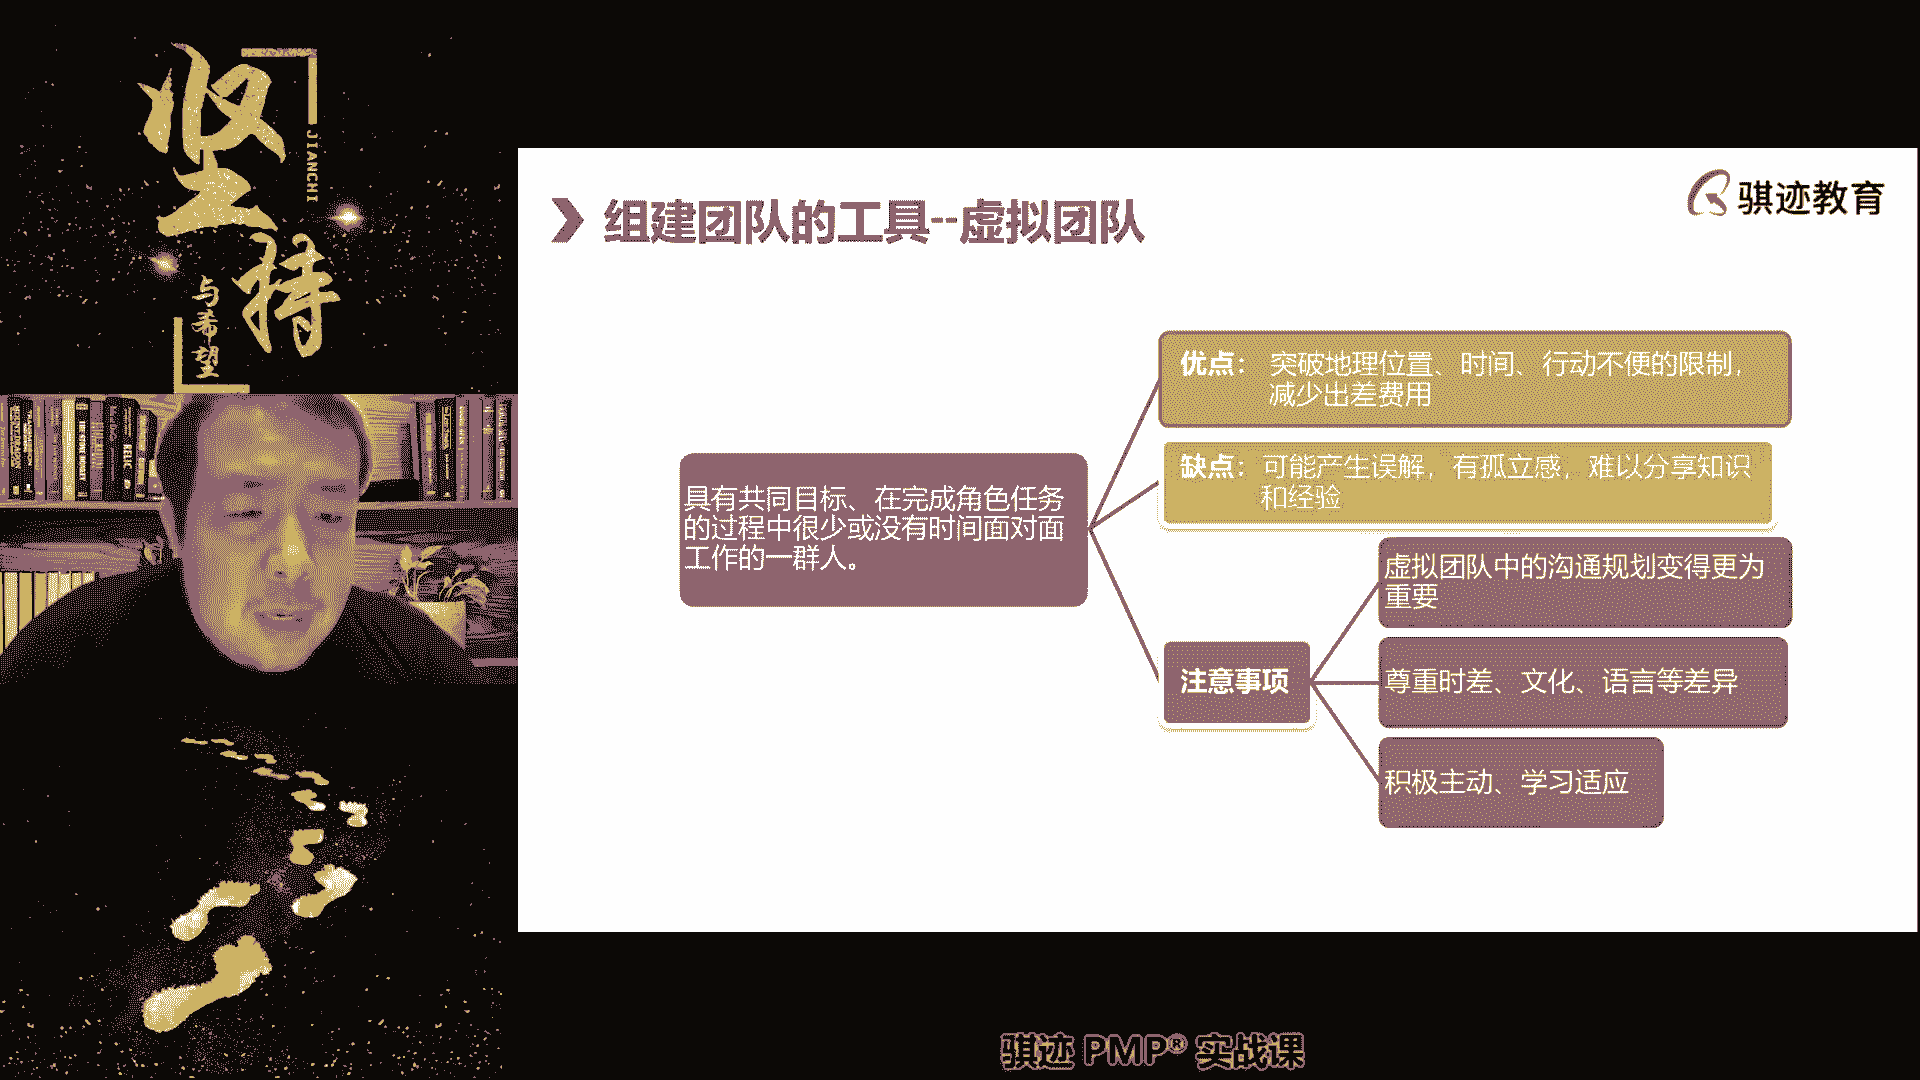 坚持
JIANCHI
与希望
骐迹教育
组建团队的工具--虚拟团队
具有共同目标、在完成角色任务
的过程中很少或没有时间面对面
工作的一群人。
优点： 突破地理位置、时间、行动不便的限制，
减少出差费用
缺点：可能产生误解，有孤立感，难以分享知识
和经验
注意事项
虚拟团队中的沟通规划变得更为
重要
尊重时差、文化、语言等差异
积极主动、学习适应
骐迹 PMP® 实战课